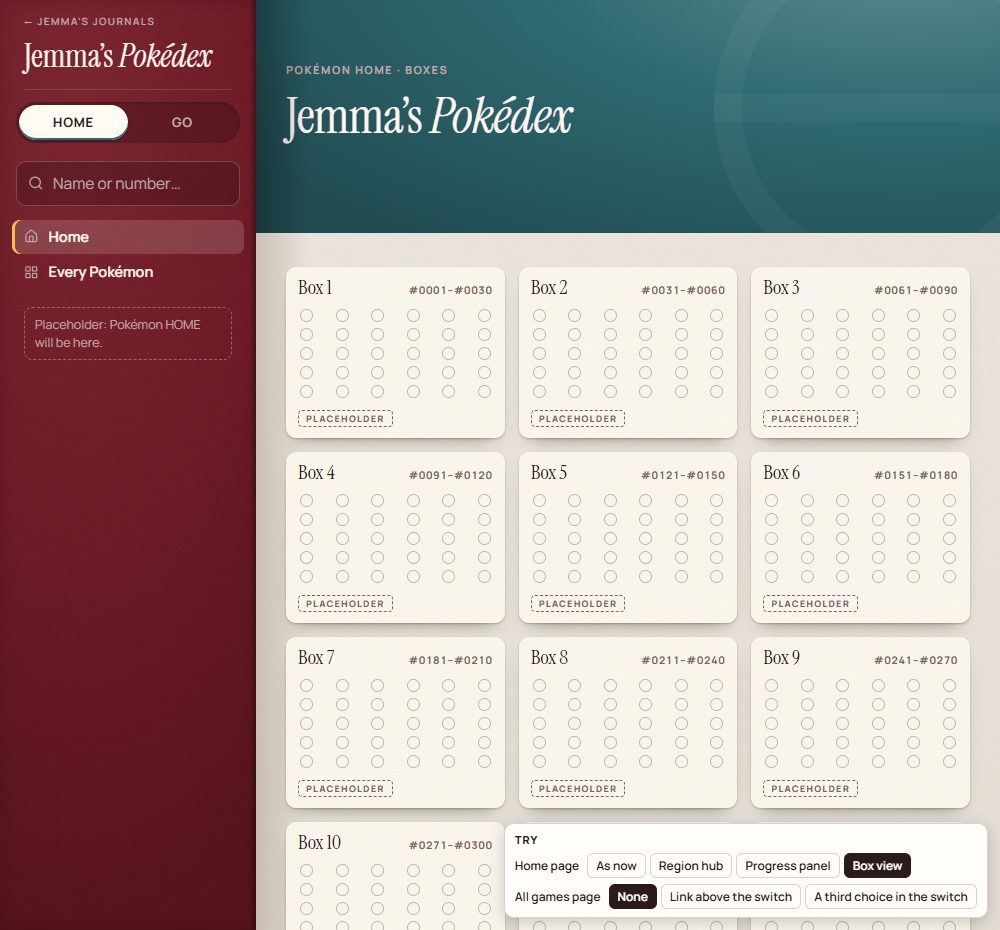 ← JEMMA'S JOURNALS
Jemma's Pokédex
HOME GO
Name or number...
Home
Every Pokémon
Placeholder: Pokémon HOME
will be here.
POKÉMON HOME · BOXES
Jemma's Pokédex
Box 1 #0001–#0030
PLACEHOLDER
Box 2 #0031–#0060
PLACEHOLDER
Box 3 #0061–#0090
PLACEHOLDER
Box 4 #0091–#0120
PLACEHOLDER
Box 5 #0121–#0150
PLACEHOLDER
Box 6 #0151–#0180
PLACEHOLDER
Box 7 #0181–#0210
PLACEHOLDER
Box 8 #0211–#0240
PLACEHOLDER
Box 9 #0241–#0270
PLACEHOLDER
Box 10 #0271–#0300
TRY
Home page As now Region hub Progress panel Box view
All games page None Link above the switch A third choice in the switch